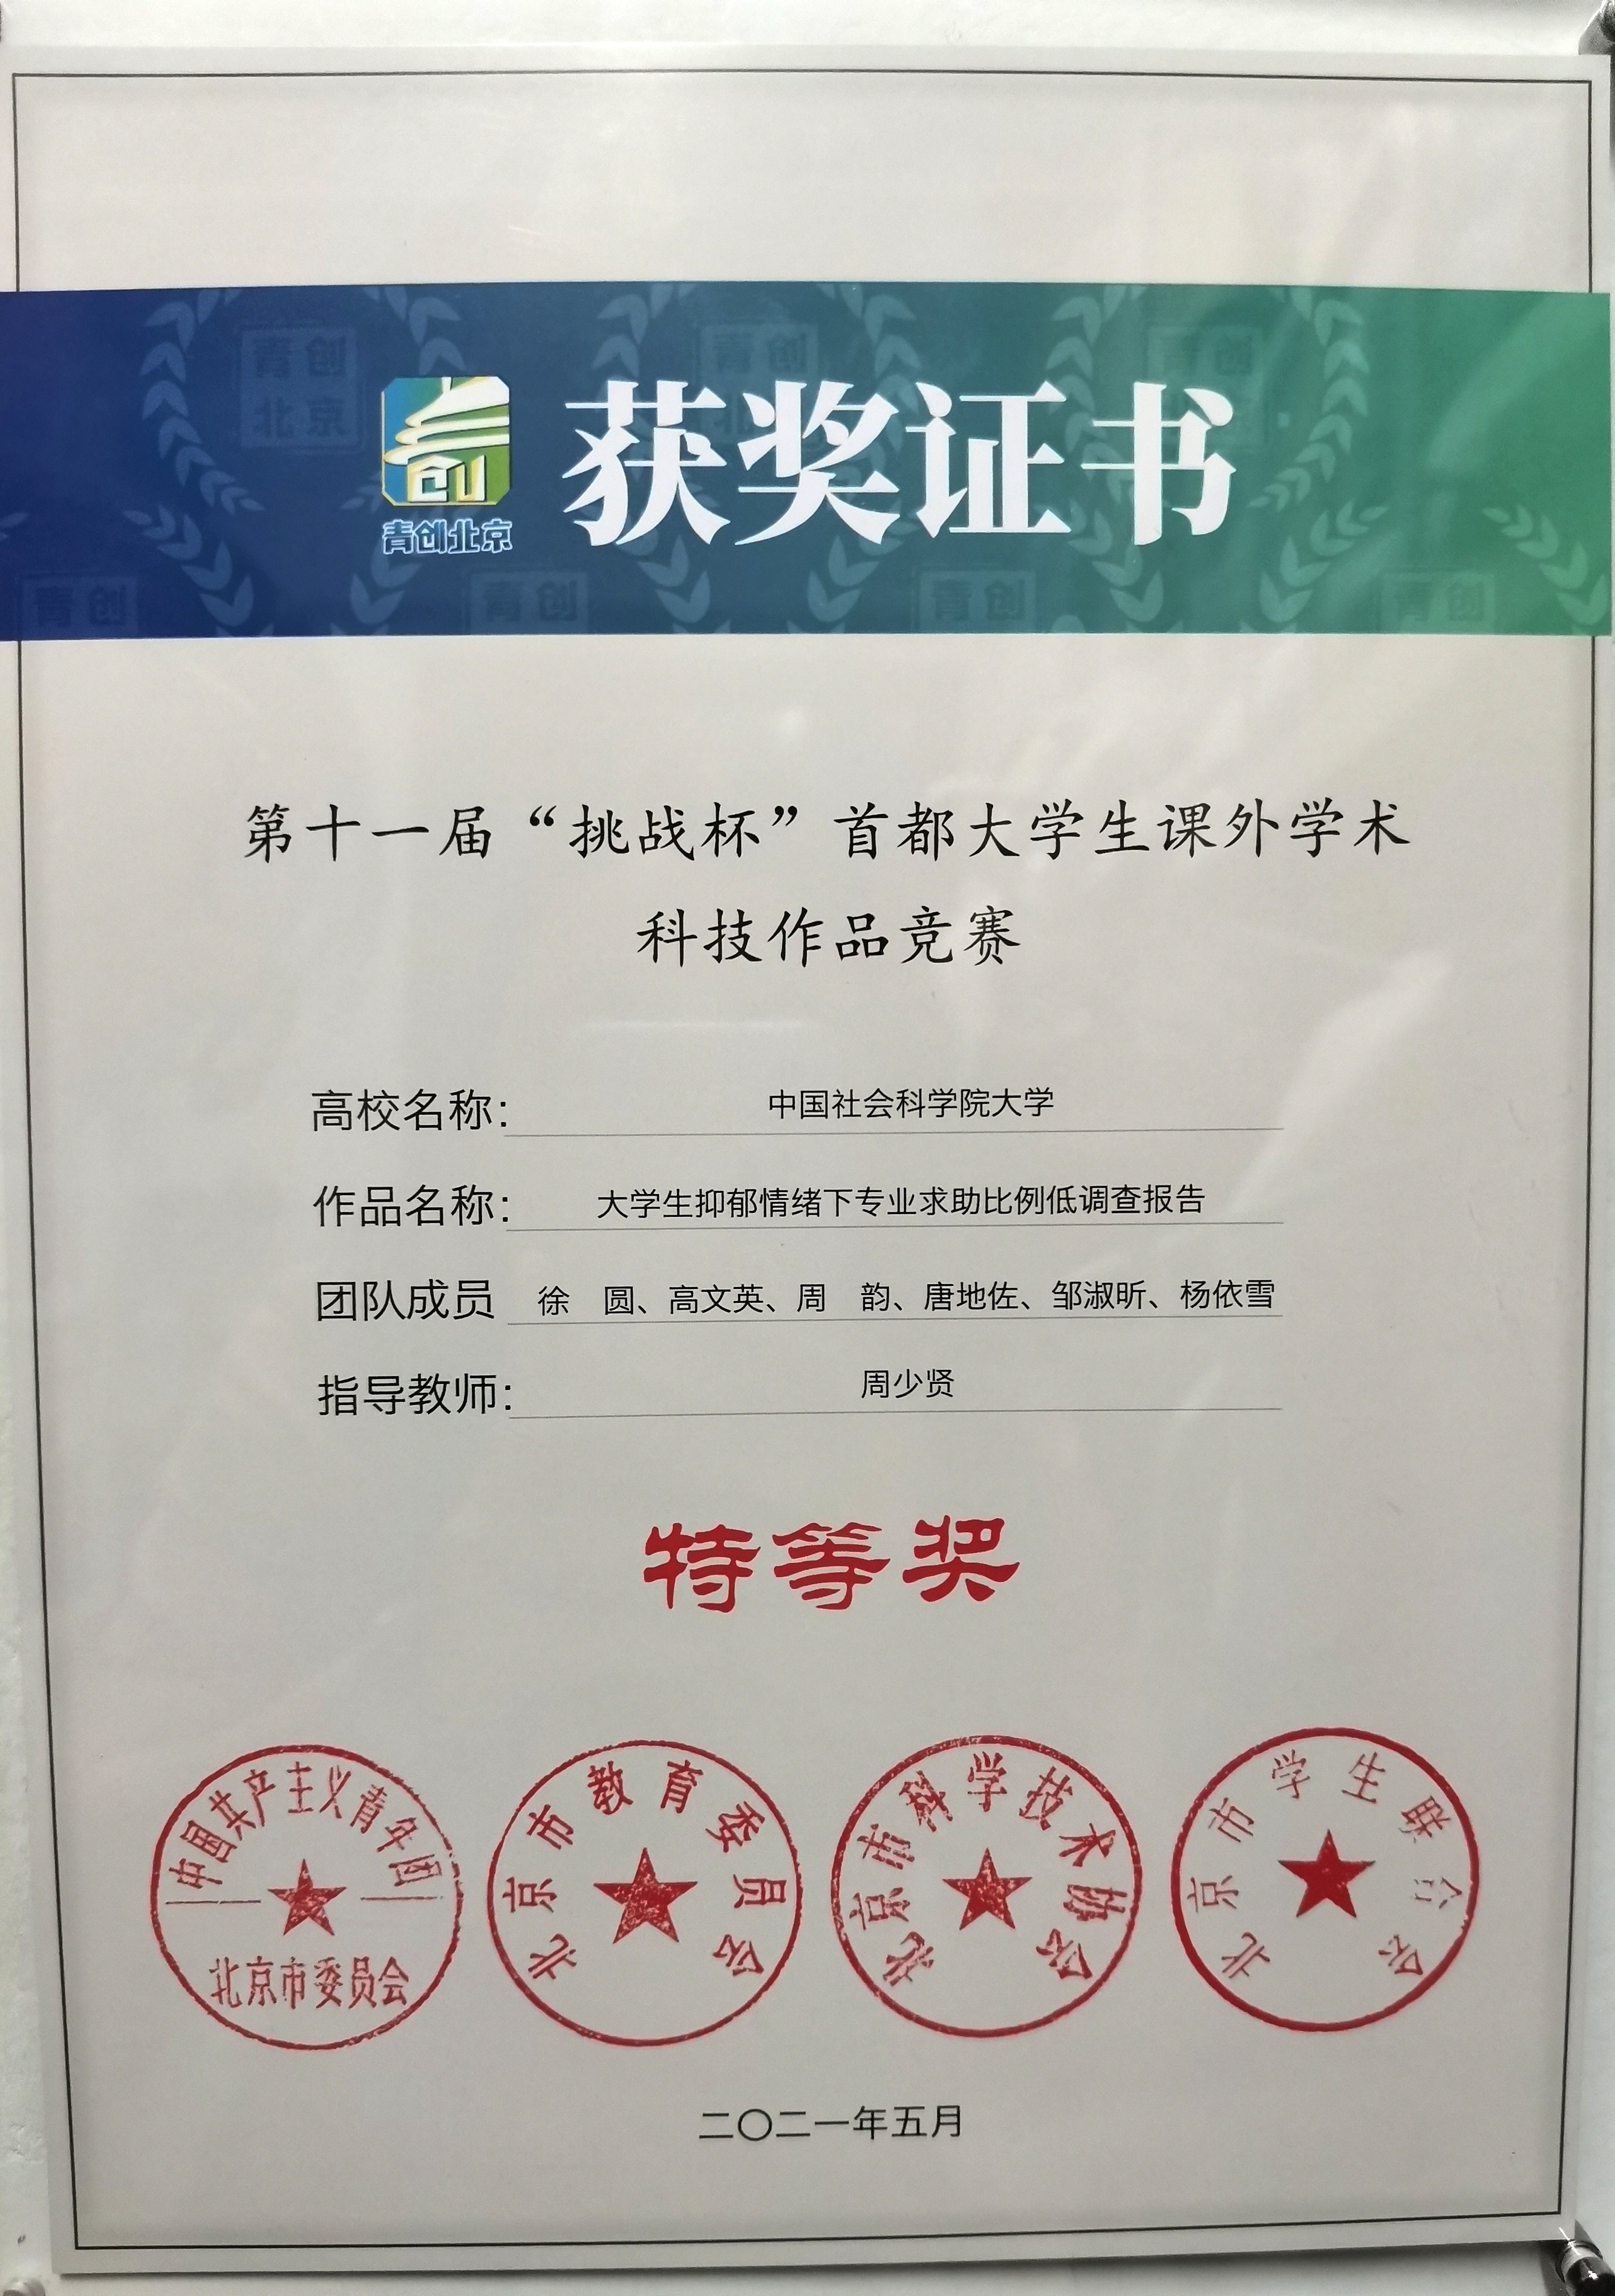 青创北京
获奖证书
第十一届“挑战杯”首都大学生课外学术
科技作品竞赛
高校名称：中国社会科学院大学
作品名称：大学生抑郁情绪下专业求助比例低调查报告
团队成员 徐 圆、高文英、周 韵、唐地佐、邹淑昕、杨依雪
指导教师：周少贤
特等奖
中国共产主义青年团
北京市委员会
北京市教育委员会
北京市科学技术协会
北京市学生联合会
二〇二一年五月